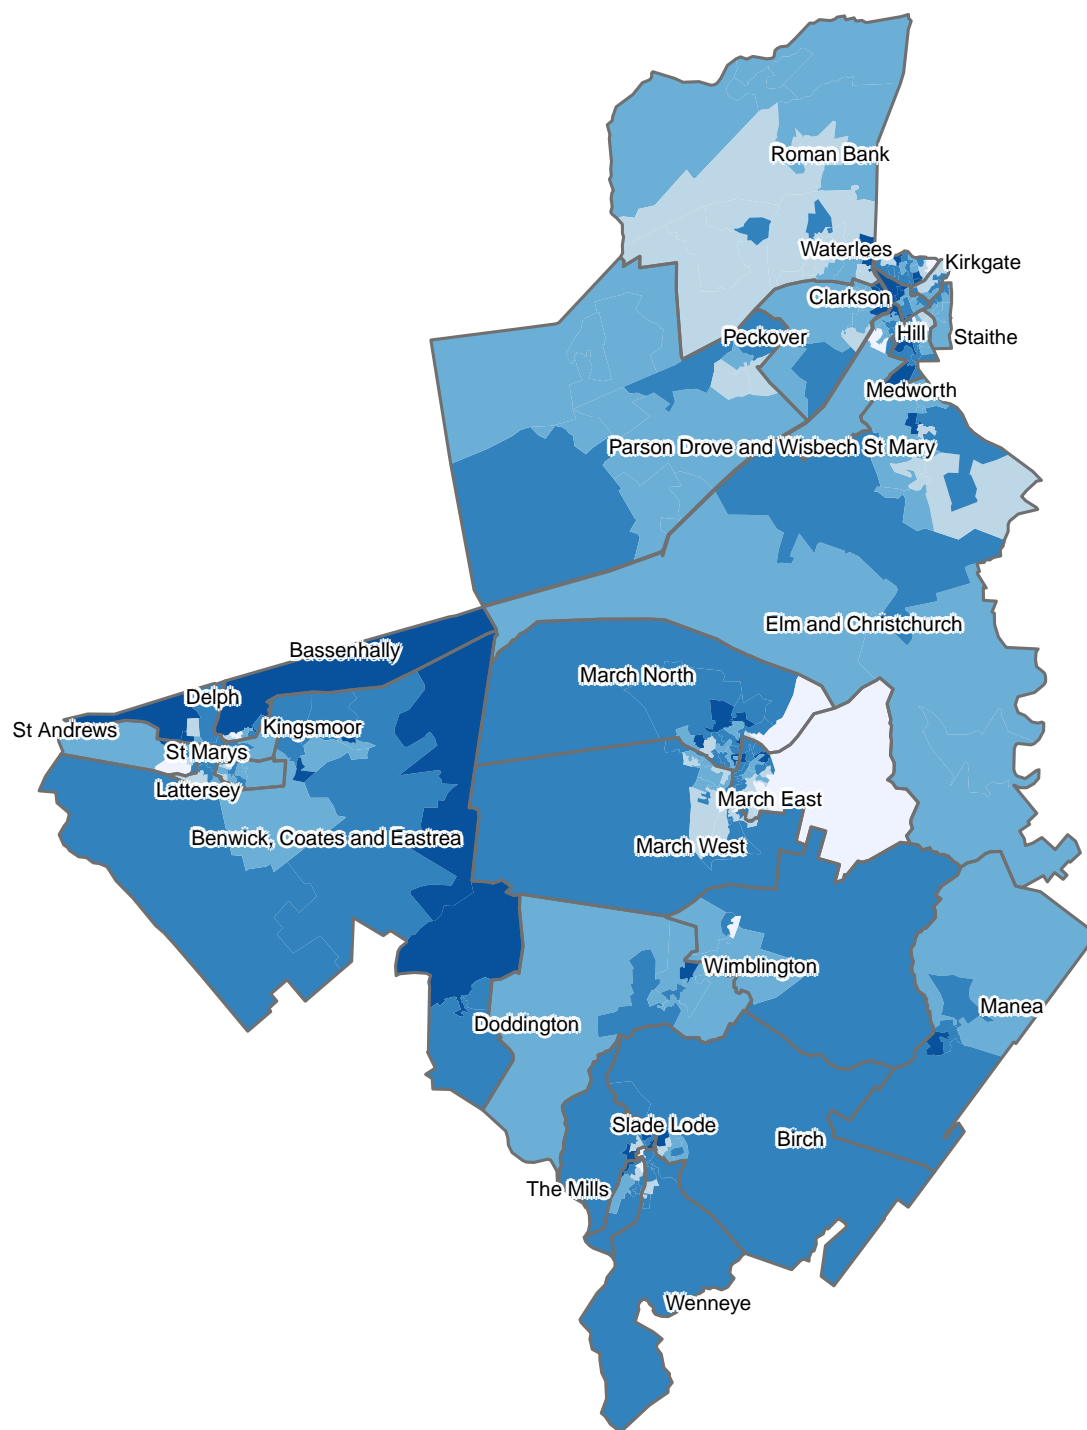 Roman Bank
Waterlees
Kirkgate
Clarkson
Hill
Staithe
Peckover
Medworth
Parson Drove and Wisbech St Mary
Elm and Christchurch
Bassenhally
March North
Delph
St Andrews
Kingsmoor
St Marys
Lattersey
March East
Benwick, Coates and Eastrea
March West
Wimblington
Manea
Doddington
Slade Lode
Birch
The Mills
Wenneye